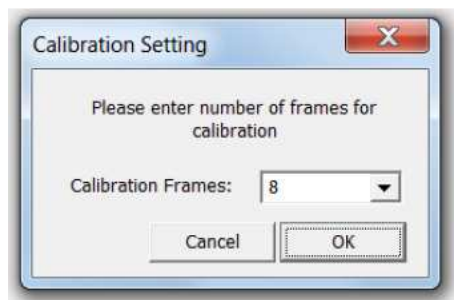 Calibration Setting
Please enter number of frames for
calibration
Calibration Frames: 8
Cancel OK